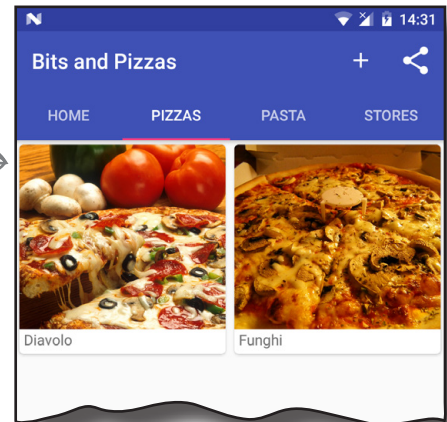 14:31
Bits and Pizzas +
HOME PIZZAS PASTA STORES
Diavolo Funghi